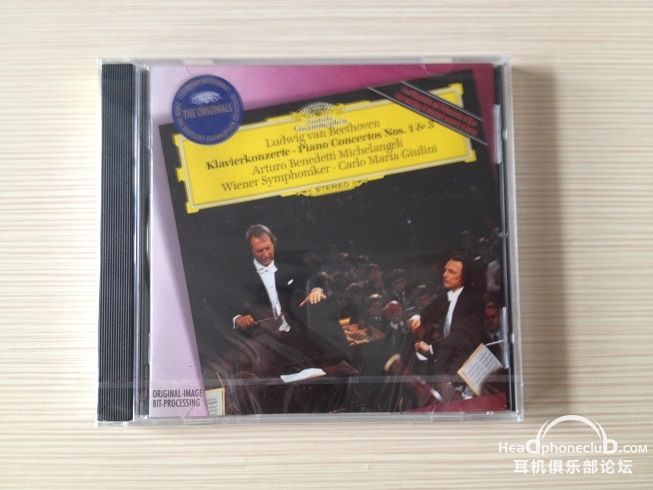 THE ORIGINALS
Deutsche
Grammophon
Ludwig van Beethoven
Klavierkonzerte · Piano Concertos Nos. 1 & 3
Arturo Benedetti Michelangeli
Wiener Symphoniker · Carlo Maria Giulini
STEREO
ORIGINAL-IMAGE
BIT-PROCESSING
HeadphoneclUb.COM
耳机俱乐部论坛